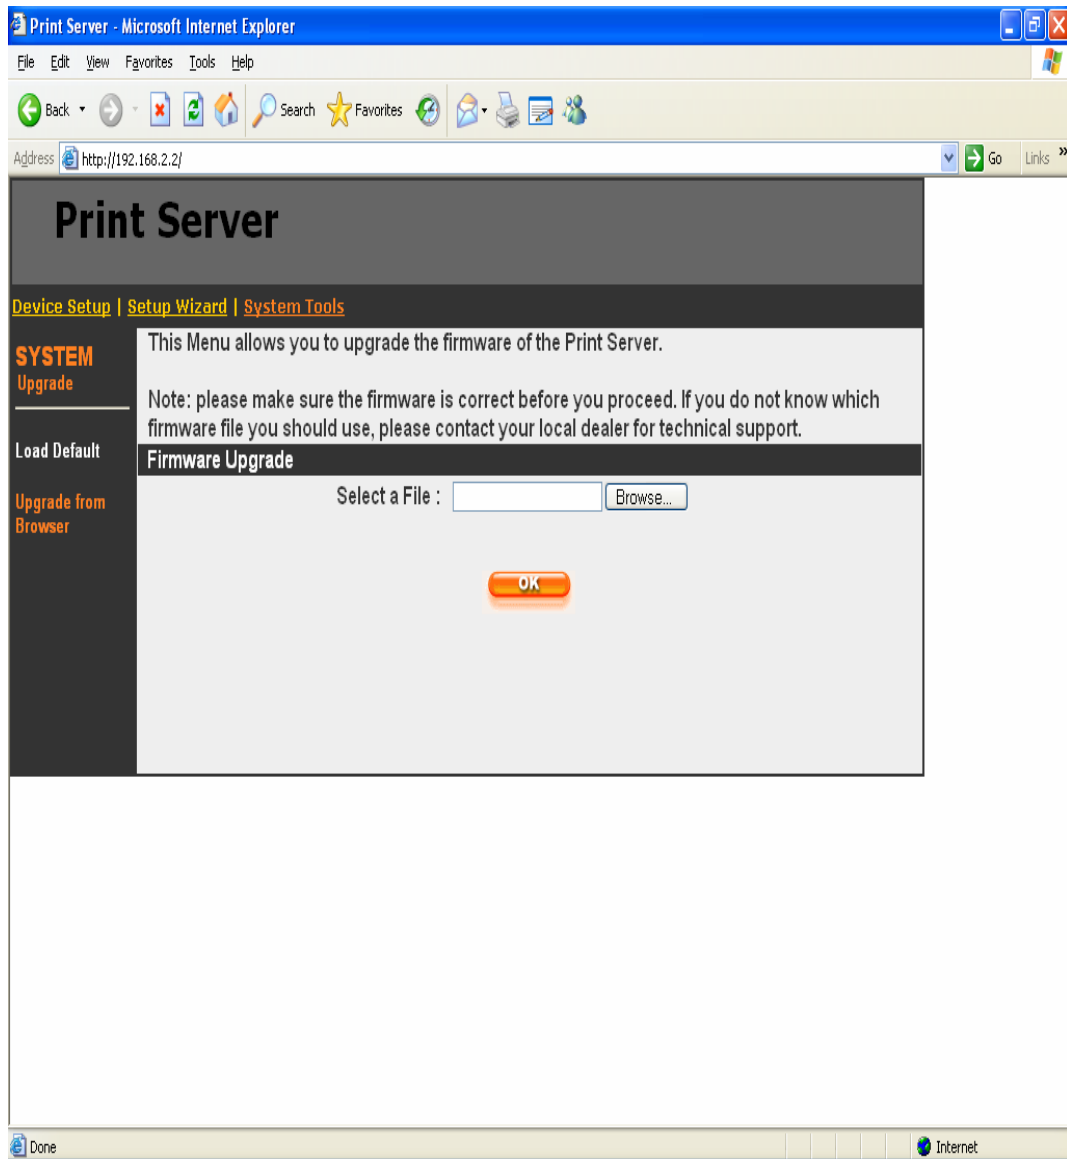 Print Server - Microsoft Internet Explorer
File Edit View Favorites Tools Help
Back Search Favorites
Address http://192.168.2.2/ Go Links »
Print Server
Device Setup | Setup Wizard | System Tools
SYSTEM
Upgrade
Load Default
Upgrade from
Browser
This Menu allows you to upgrade the firmware of the Print Server.
Note: please make sure the firmware is correct before you proceed. If you do not know which
firmware file you should use, please contact your local dealer for technical support.
Firmware Upgrade
Select a File : Browse...
OK
Done Internet